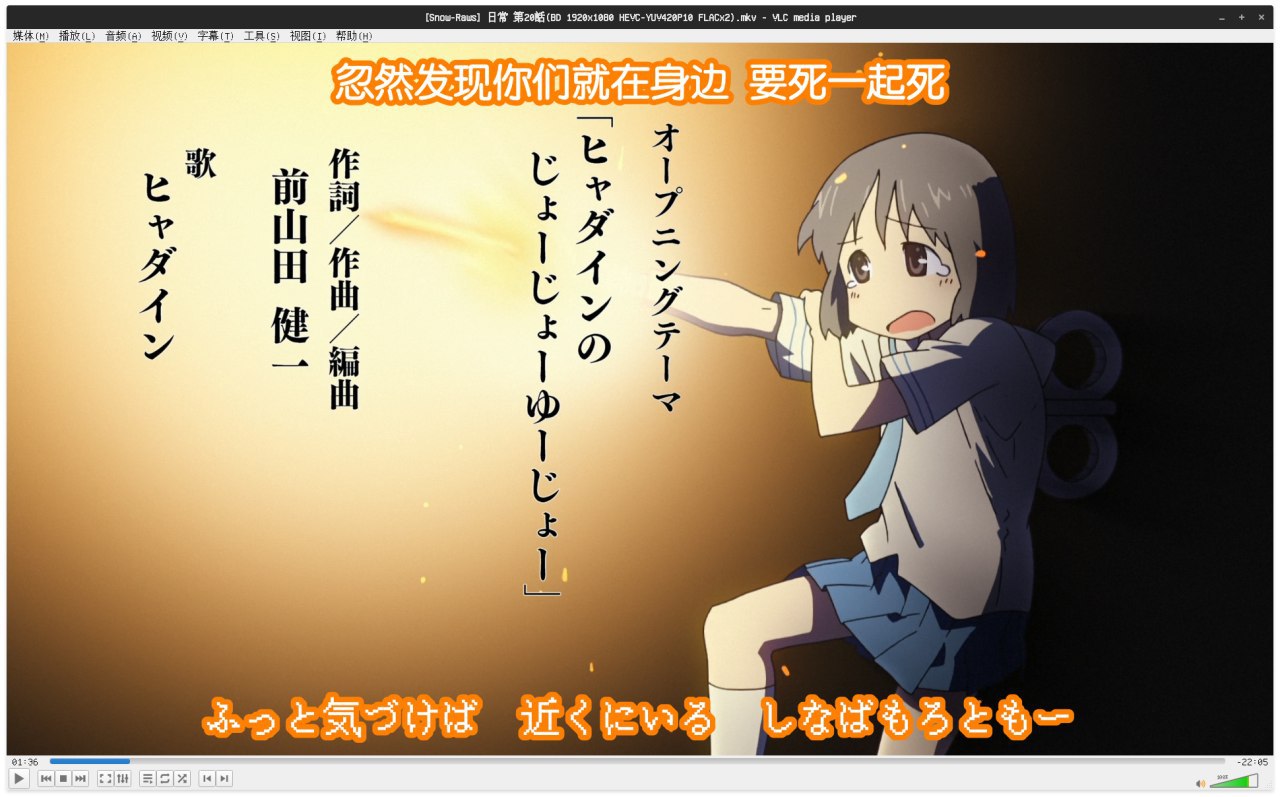 [Snow-Raws] 日常 第20話(BD 1920x1080 HEVC-YUV420P10 FLACx2).mkv - VLC media player
媒体(M) 播放(L) 音频(A) 视频(V) 字幕(T) 工具(S) 视图(I) 帮助(H)
忽然发现你们就在身边 要死一起死
オープニングテーマ
「ヒャダインの
じょーじょーゆーじょー」
作詞／作曲／編曲
前山田 健一
歌
ヒャダイン
ふっと気づけば 近くにいる しなばもろともー
01:36
-22:05